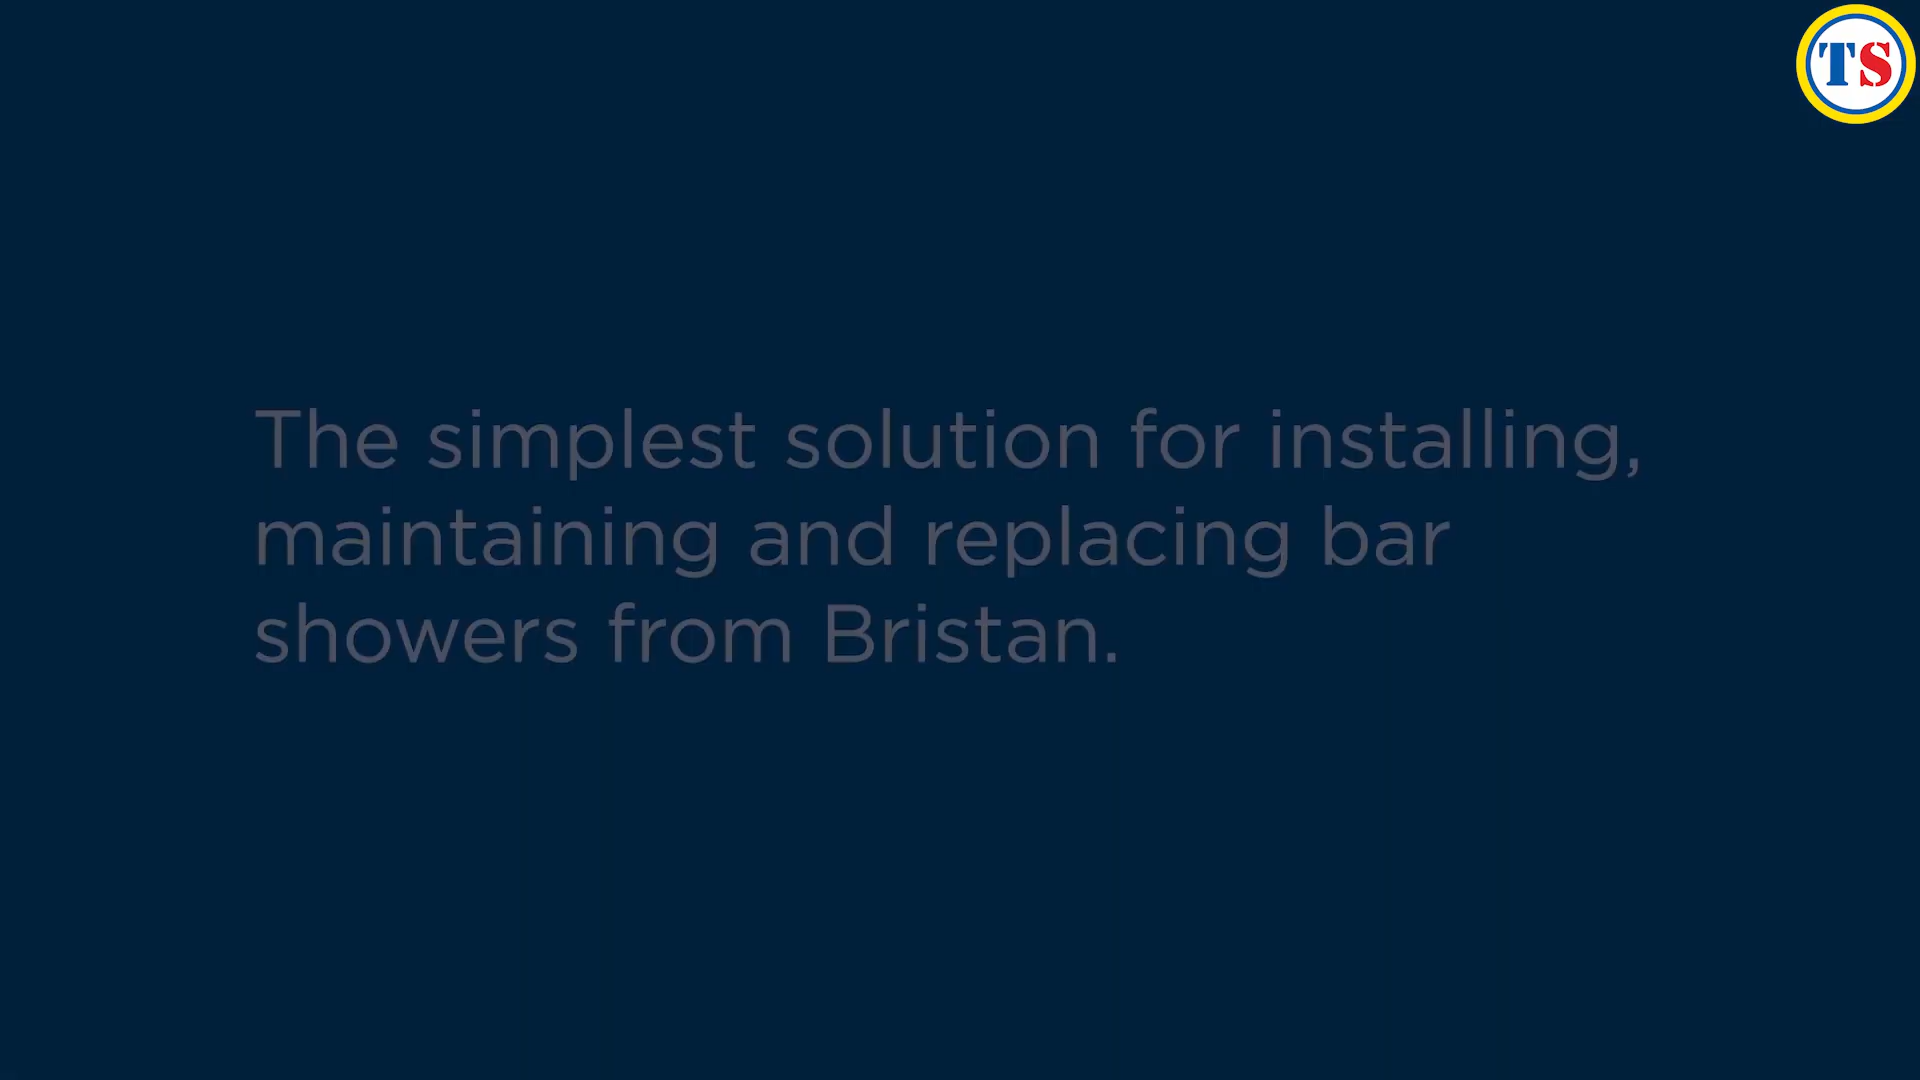 TS
The simplest solution for installing,
maintaining and replacing bar
showers from Bristan.